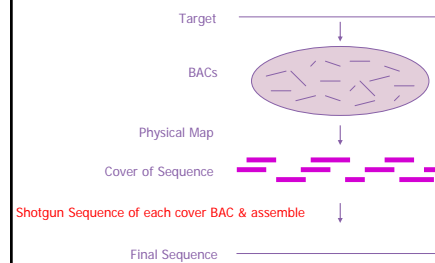 Target
BACs
Physical Map
Cover of Sequence
Shotgun Sequence of each cover BAC & assemble
Final Sequence